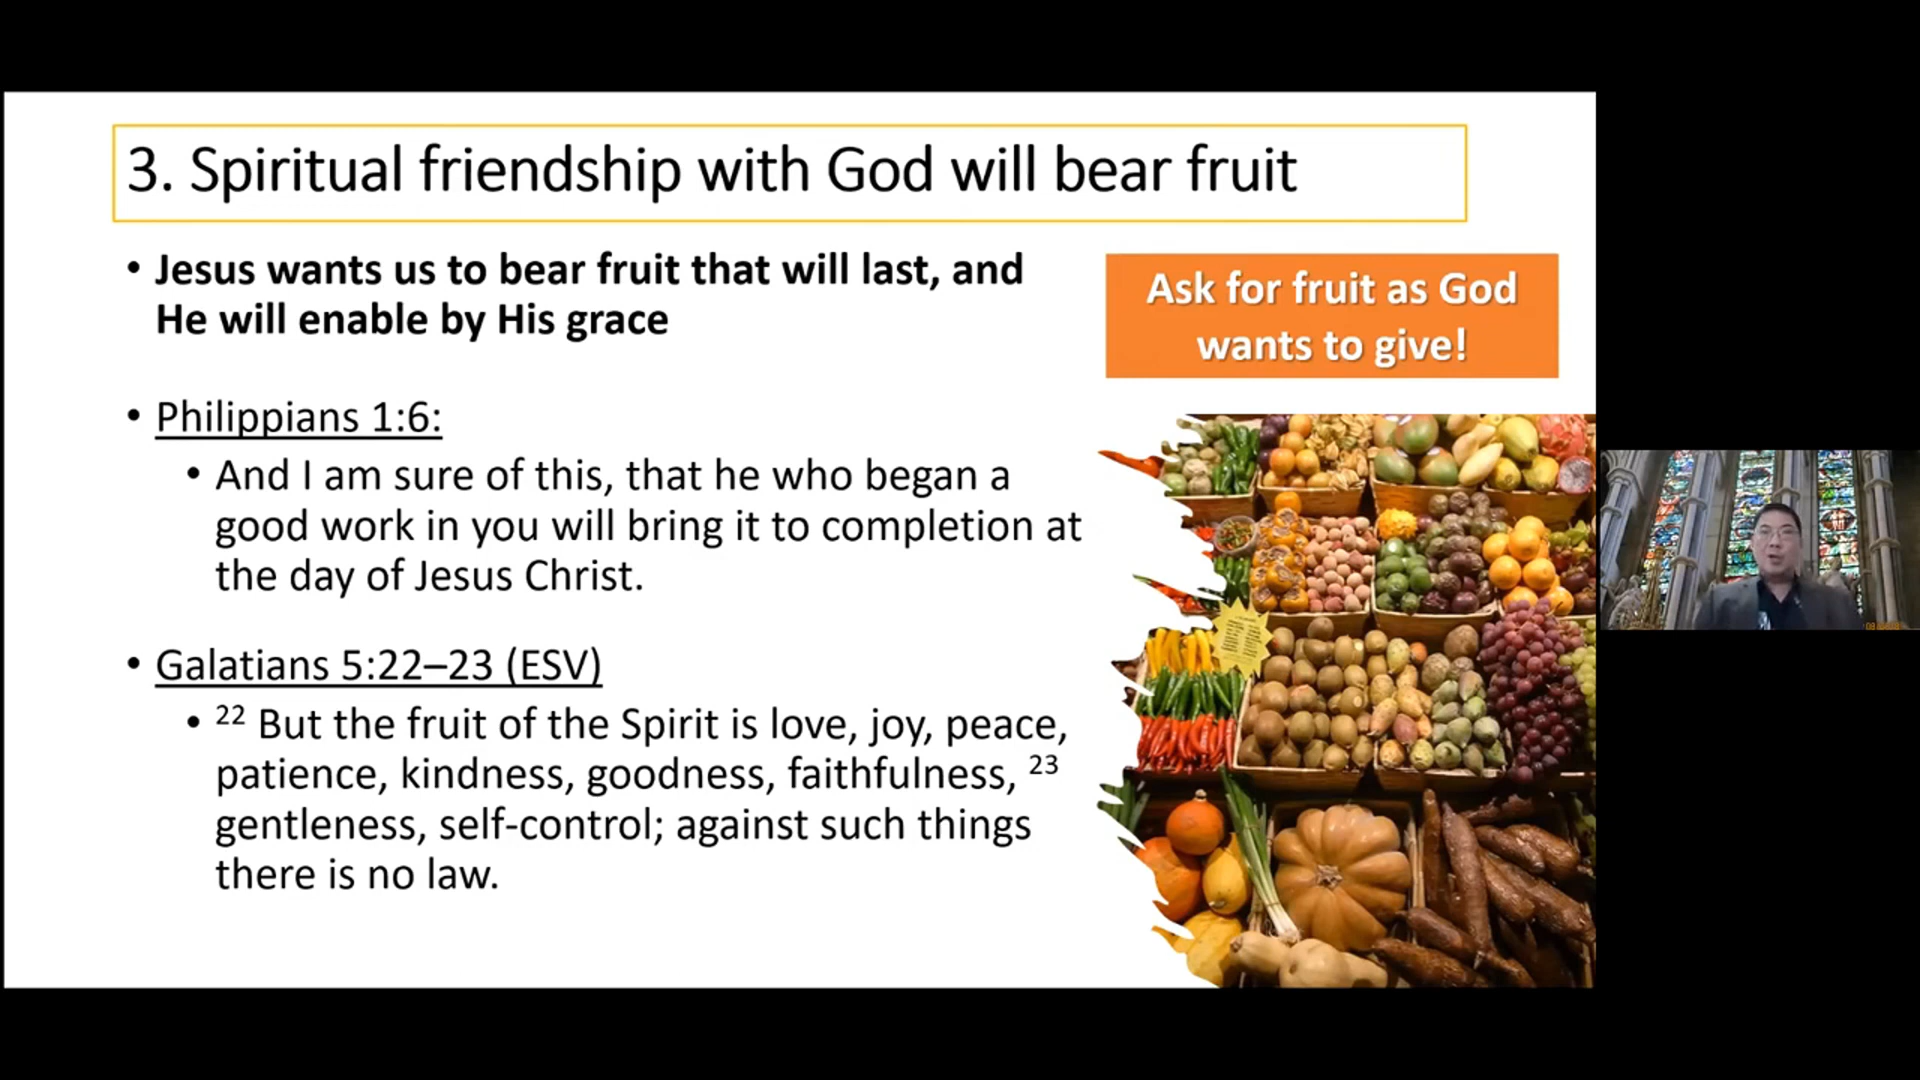 3. Spiritual friendship with God will bear fruit
• Jesus wants us to bear fruit that will last, and
He will enable by His grace
Ask for fruit as God
wants to give!
• Philippians 1:6:
• And I am sure of this, that he who began a
good work in you will bring it to completion at
the day of Jesus Christ.
• Galatians 5:22–23 (ESV)
• 22 But the fruit of the Spirit is love, joy, peace,
patience, kindness, goodness, faithfulness, 23
gentleness, self-control; against such things
there is no law.